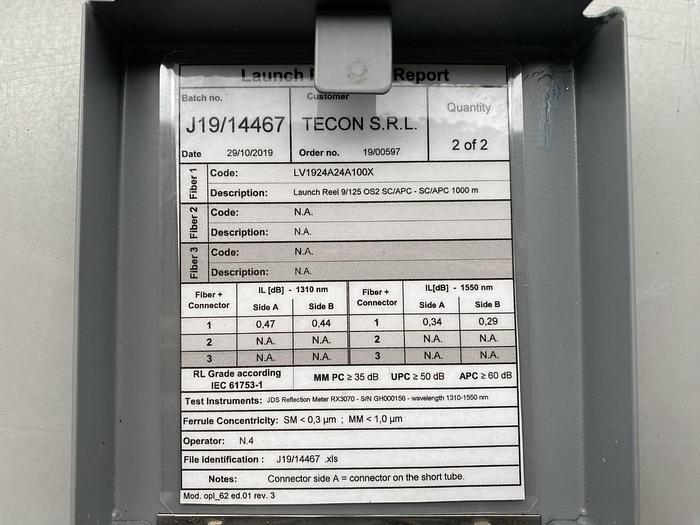 Launch Report
Batch no. Customer Quantity
J19/14467 TECON S.R.L. 2 of 2
Date 29/10/2019 Order no. 19/00597
Fiber 1
Code: LV1924A24A100X
Description: Launch Reel 9/125 OS2 SC/APC - SC/APC 1000 m
Fiber 2
Code: N.A.
Description: N.A.
Fiber 3
Code: N.A.
Description: N.A.
Fiber + Connector IL [dB] - 1310 nm Fiber + Connector IL[dB] - 1550 nm
Side A Side B Side A Side B
1 0,47 0,44 1 0,34 0,29
2 N.A. N.A. 2 N.A. N.A.
3 N.A. N.A. 3 N.A. N.A.
RL Grade according
IEC 61753-1
MM PC ≥ 35 dB UPC ≥ 50 dB APC ≥ 60 dB
Test Instruments: JDS Reflection Meter RX3070 - S/N GH000156 - wavelength 1310-1550 nm
Ferrule Concentricity: SM < 0,3 µm ; MM < 1,0 µm
Operator: N.4
File identification : J19/14467 .xls
Notes: Connector side A = connector on the short tube.
Mod. opl_62 ed.01 rev. 3